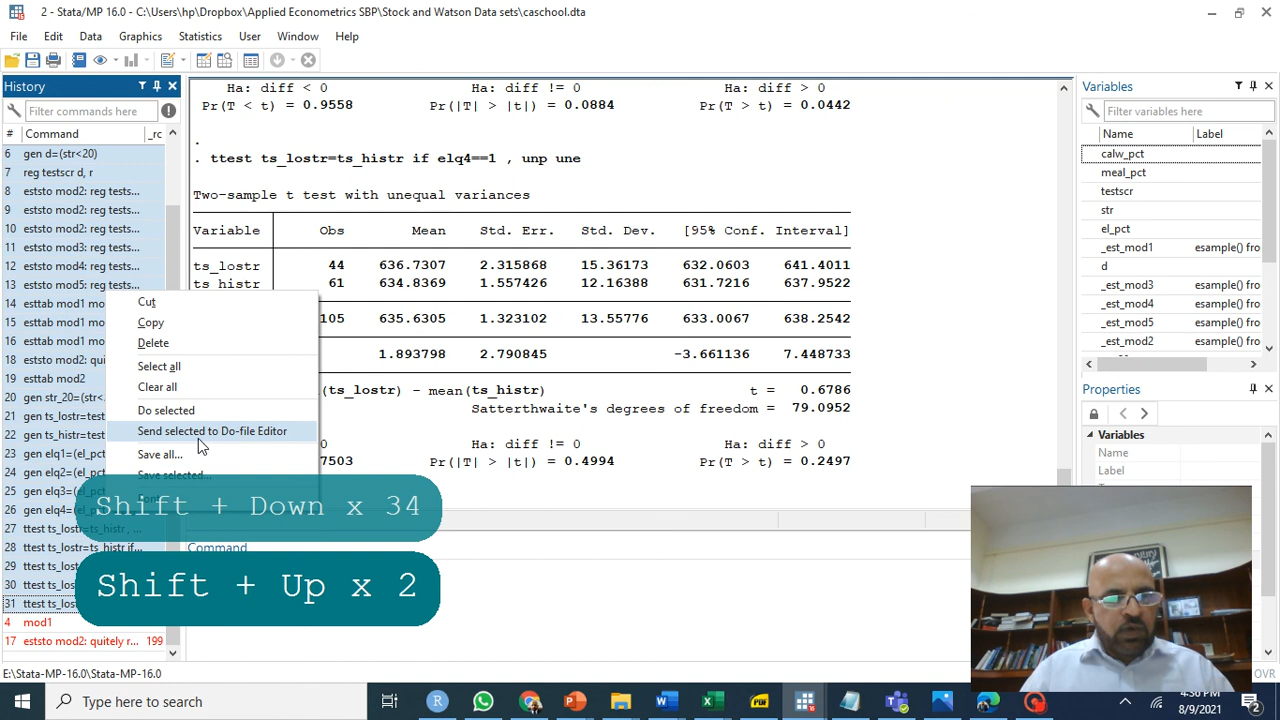 2 - Stata/MP 16.0 - C:\Users\hp\Dropbox\Applied Econometrics SBP\Stock and Watson Data sets\caschool.dta
File Edit Data Graphics Statistics User Window Help
History
Filter commands here
# Command _rc
6 gen d=(str<20)
7 reg testscr d, r
8 eststo mod2: reg tests...
9 eststo mod2: reg tests...
10 eststo mod2: reg tests...
11 eststo mod3: reg tests...
12 eststo mod4: reg tests...
13 eststo mod5: reg tests...
14 esttab mod1 mo
15 esttab mod1 mo
16 esttab mod1 mo
18 eststo mod2: quit
19 esttab mod2
20 gen str_20=(str<
21 gen ts_lostr=test
22 gen ts_histr=test
23 gen elq1=(el_pct
24 gen elq2=(el_pct
25 gen elq3=(el_p
26 gen elq4=(el_p
27 ttest ts_lostr=ts_histr , ...
28 ttest ts_lostr=ts_histr if...
29 ttest ts_los
30 ttest ts_los
31 ttest ts_los
4 mod1
17 eststo mod2: quitely r... 199
Cut
Copy
Delete
Select all
Clear all
Do selected
Send selected to Do-file Editor
Save all...
Save selected...
Shift + Down x 34
Shift + Up x 2
Ha: diff < 0 Ha: diff != 0 Ha: diff > 0
Pr(T < t) = 0.9558 Pr(|T| > |t|) = 0.0884 Pr(T > t) = 0.0442
.
. ttest ts_lostr=ts_histr if elq4==1 , unp une
Two-sample t test with unequal variances
Variable Obs Mean Std. Err. Std. Dev. [95% Conf. Interval]
ts_lostr 44 636.7307 2.315868 15.36173 632.0603 641.4011
ts_histr 61 634.8369 1.557426 12.16388 631.7216 637.9522
105 635.6305 1.323102 13.55776 633.0067 638.2542
1.893798 2.790845 -3.661136 7.448733
(ts_lostr) - mean(ts_histr) t = 0.6786
Satterthwaite's degrees of freedom = 79.0952
0 Ha: diff != 0 Ha: diff > 0
7503 Pr(|T| > |t|) = 0.4994 Pr(T > t) = 0.2497
Command
Variables
Filter variables here
Name Label
calw_pct
meal_pct
testscr
str
el_pct
_est_mod1 esample() from
d
_est_mod3 esample() from
_est_mod4 esample() from
_est_mod5 esample() from
_est_mod2 esample() from
Properties
Variables
Name
Label
E:\Stata-MP-16.0\Stata-MP-16.0
OVR
Type here to search
4:36 PM
8/9/2021
2